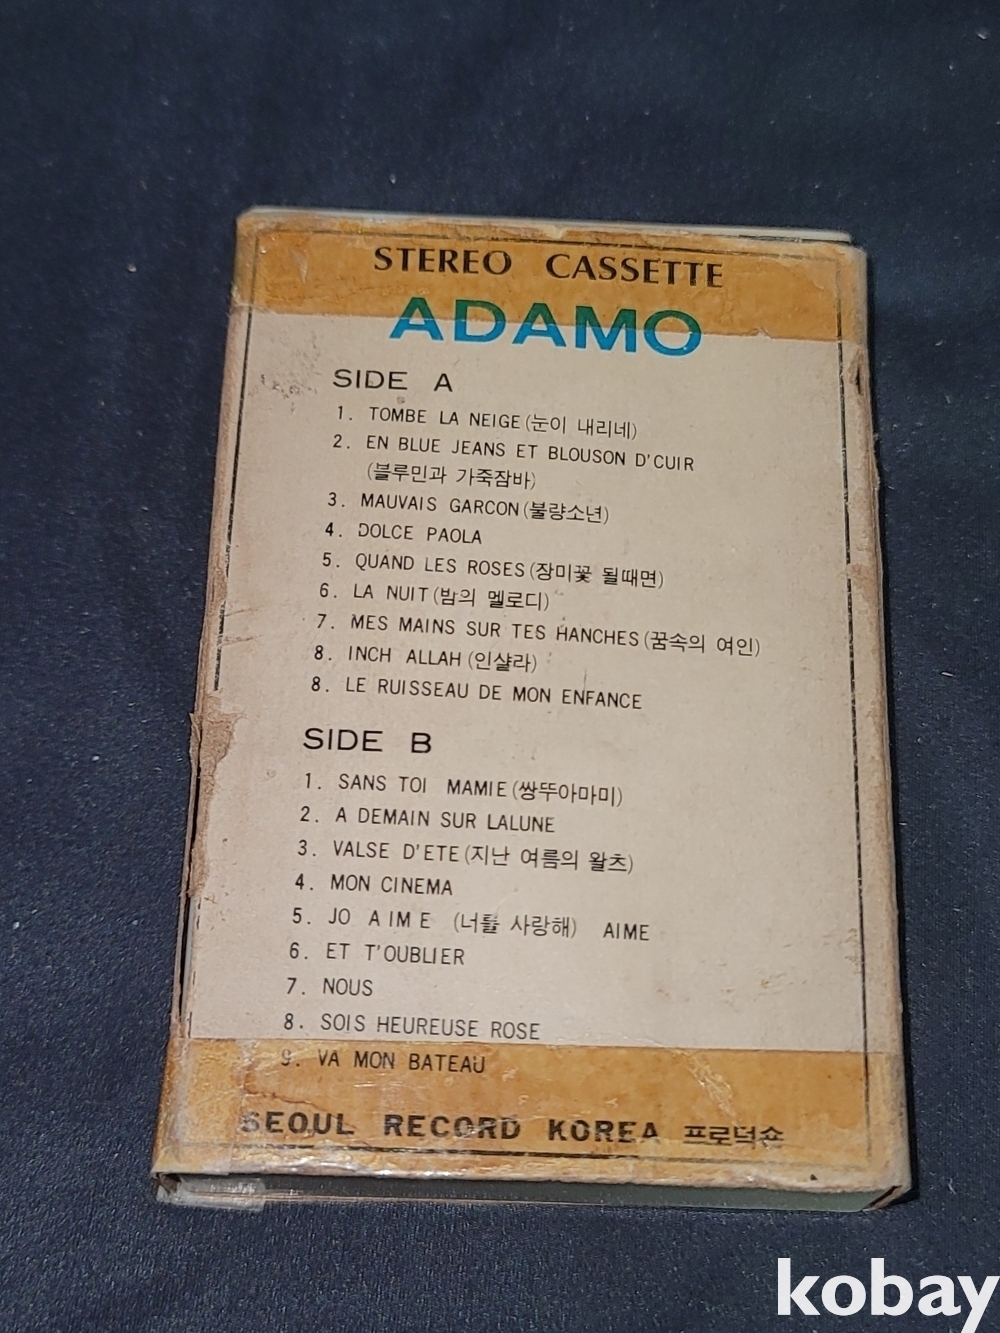 STEREO CASSETTE
ADAMO
SIDE A
1. TOMBE LA NEIGE(눈이 내리네)
2. EN BLUE JEANS ET BLOUSON D'CUIR
(블루민과 가죽잠바)
3. MAUVAIS GARCON(불량소년)
4. DOLCE PAOLA
5. QUAND LES ROSES(장미꽃 필때면)
6. LA NUIT(밤의 멜로디)
7. MES MAINS SUR TES HANCHES(꿈속의 여인)
8. INCH ALLAH(인샬라)
8. LE RUISSEAU DE MON ENFANCE
SIDE B
1. SANS TOI MAMIE(쌍뚜아마미)
2. A DEMAIN SUR LALUNE
3. VALSE D'ETE(지난 여름의 왈츠)
4. MON CINEMA
5. JO AIME (너를 사랑해) AIME
6. ET T'OUBLIER
7. NOUS
8. SOIS HEUREUSE ROSE
9. VA MON BATEAU
SEOUL RECORD KOREA 프로덕숀
kobay